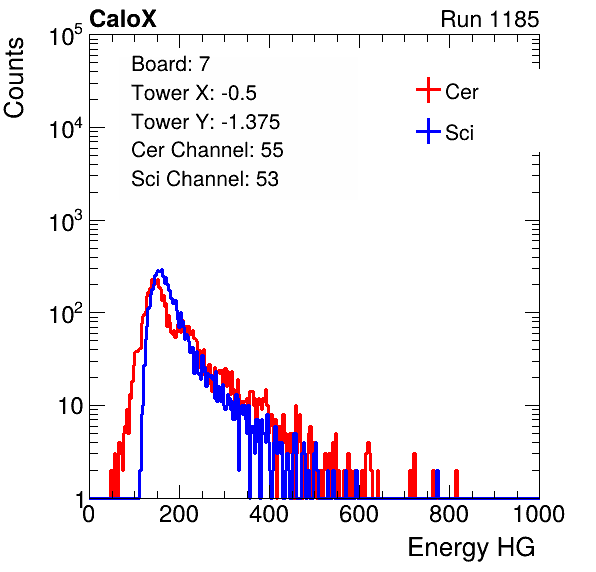 CaloX Run 1185
Counts
10^5
10^4
10^3
10^2
10
1
Board: 7
Tower X: -0.5
Tower Y: -1.375
Cer Channel: 55
Sci Channel: 53
Cer
Sci
0 200 400 600 800 1000
Energy HG